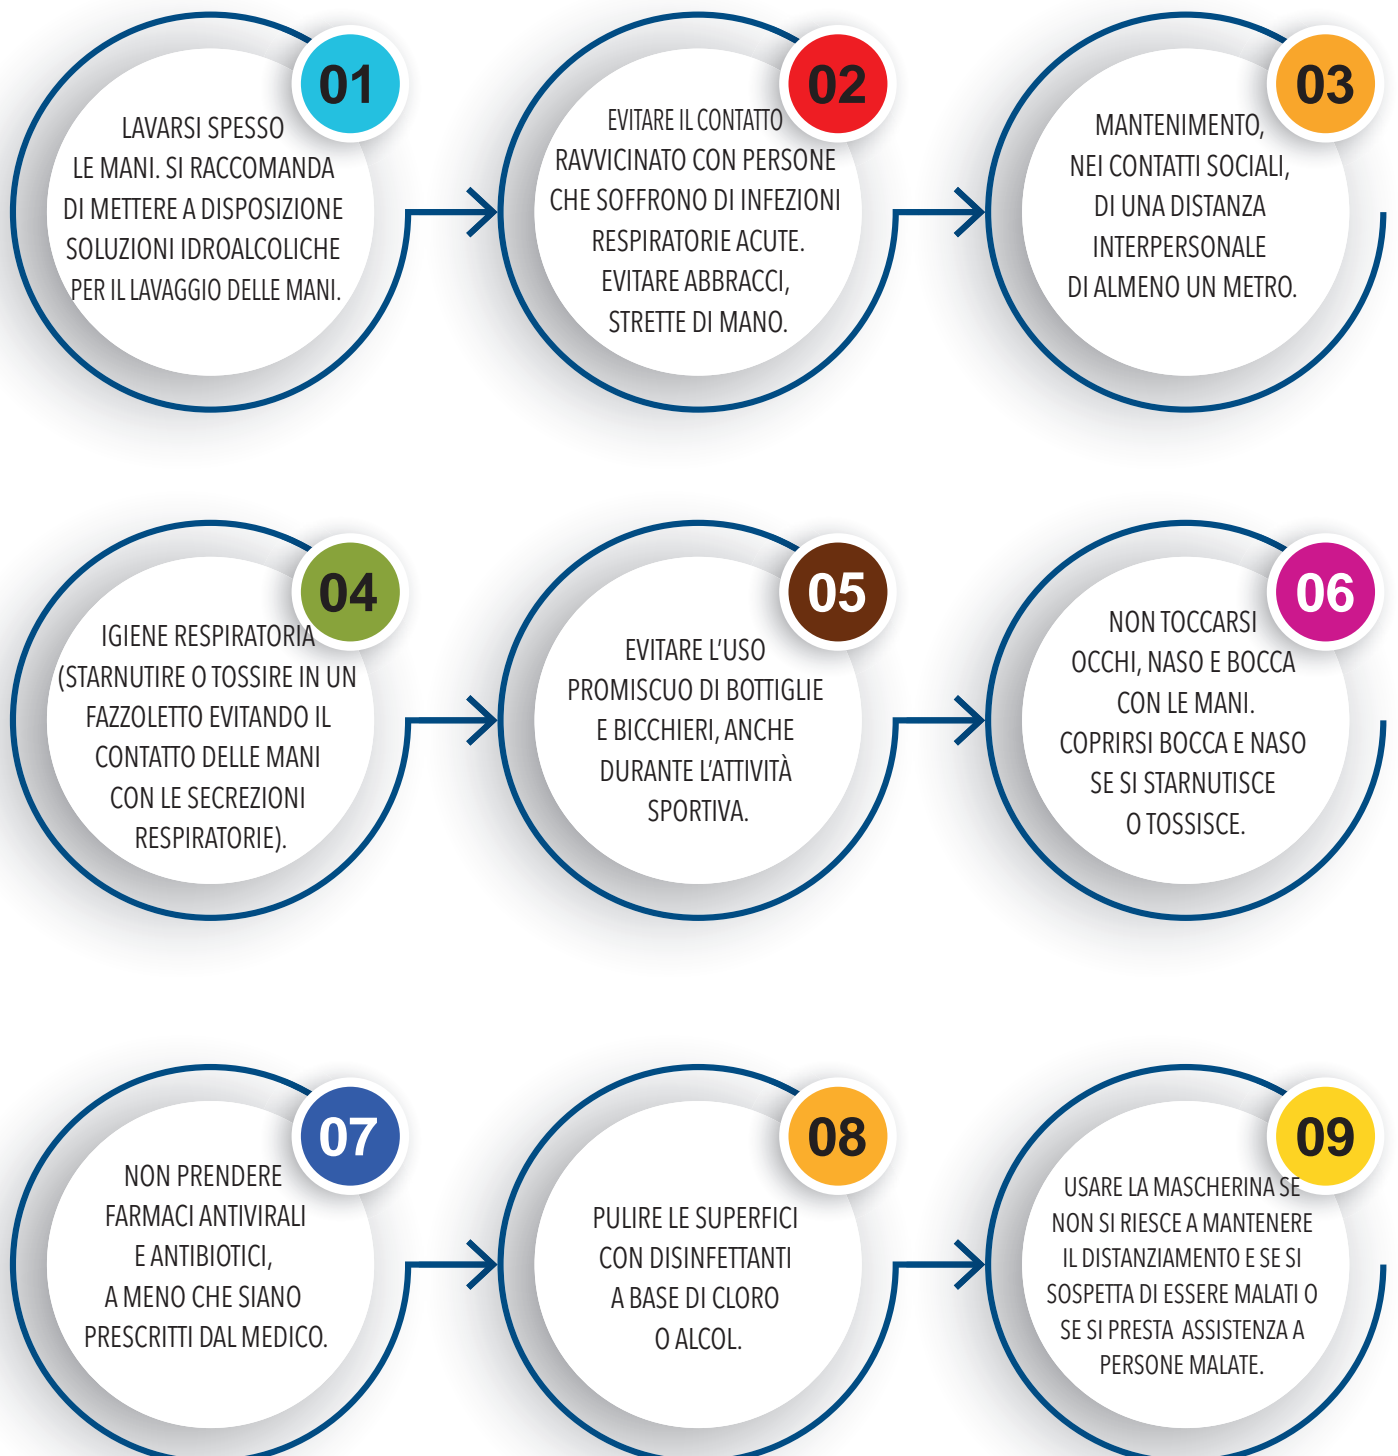 01
LAVARSI SPESSO
LE MANI. SI RACCOMANDA
DI METTERE A DISPOSIZIONE
SOLUZIONI IDROALCOLICHE
PER IL LAVAGGIO DELLE MANI.
02
EVITARE IL CONTATTO
RAVVICINATO CON PERSONE
CHE SOFFRONO DI INFEZIONI
RESPIRATORIE ACUTE.
EVITARE ABBRACCI,
STRETTE DI MANO.
03
MANTENIMENTO,
NEI CONTATTI SOCIALI,
DI UNA DISTANZA
INTERPERSONALE
DI ALMENO UN METRO.
04
IGIENE RESPIRATORIA
(STARNUTIRE O TOSSIRE IN UN
FAZZOLETTO EVITANDO IL
CONTATTO DELLE MANI
CON LE SECREZIONI
RESPIRATORIE).
05
EVITARE L'USO
PROMISCUO DI BOTTIGLIE
E BICCHIERI, ANCHE
DURANTE L'ATTIVITÀ
SPORTIVA.
06
NON TOCCARSI
OCCHI, NASO E BOCCA
CON LE MANI.
COPRIRSI BOCCA E NASO
SE SI STARNUTISCE
O TOSSISCE.
07
NON PRENDERE
FARMACI ANTIVIRALI
E ANTIBIOTICI,
A MENO CHE SIANO
PRESCRITTI DAL MEDICO.
08
PULIRE LE SUPERFICI
CON DISINFETTANTI
A BASE DI CLORO
O ALCOL.
09
USARE LA MASCHERINA SE
NON SI RIESCE A MANTENERE
IL DISTANZIAMENTO E SE SI
SOSPETTA DI ESSERE MALATI O
SE SI PRESTA ASSISTENZA A
PERSONE MALATE.